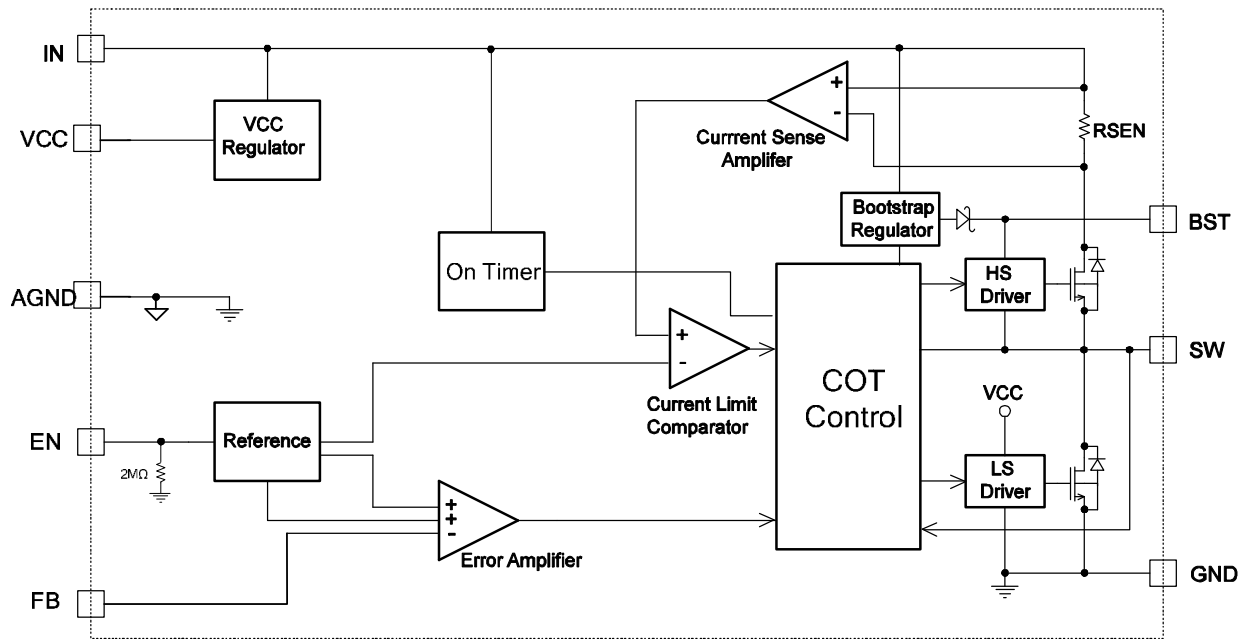 IN
VCC
VCC
Regulator
+
-
Currrent Sense
Amplifer
RSEN
Bootstrap
Regulator
BST
On Timer
HS
Driver
AGND
+
-
Current Limit
Comparator
COT
Control
SW
VCC
EN
2MΩ
Reference
LS
Driver
+
+
-
Error Amplifier
GND
FB